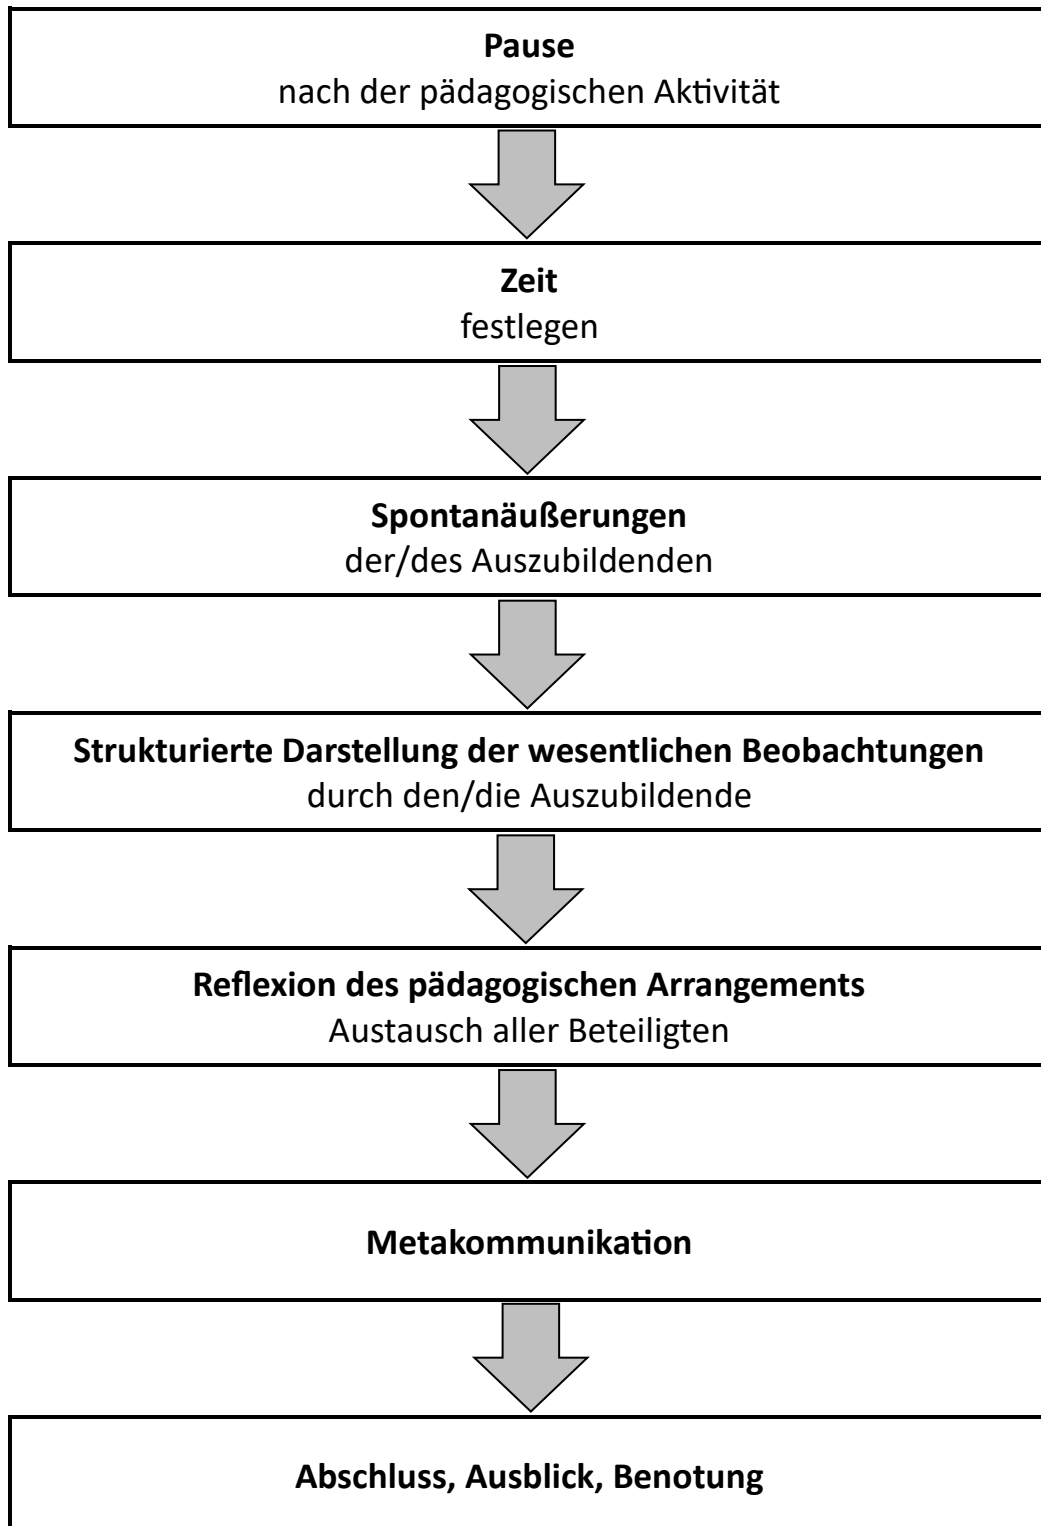 Pause
nach der pädagogischen Aktivität
Zeit
festlegen
Spontanäußerungen
der/des Auszubildenden
Strukturierte Darstellung der wesentlichen Beobachtungen
durch den/die Auszubildende
Reflexion des pädagogischen Arrangements
Austausch aller Beteiligten
Metakommunikation
Abschluss, Ausblick, Benotung